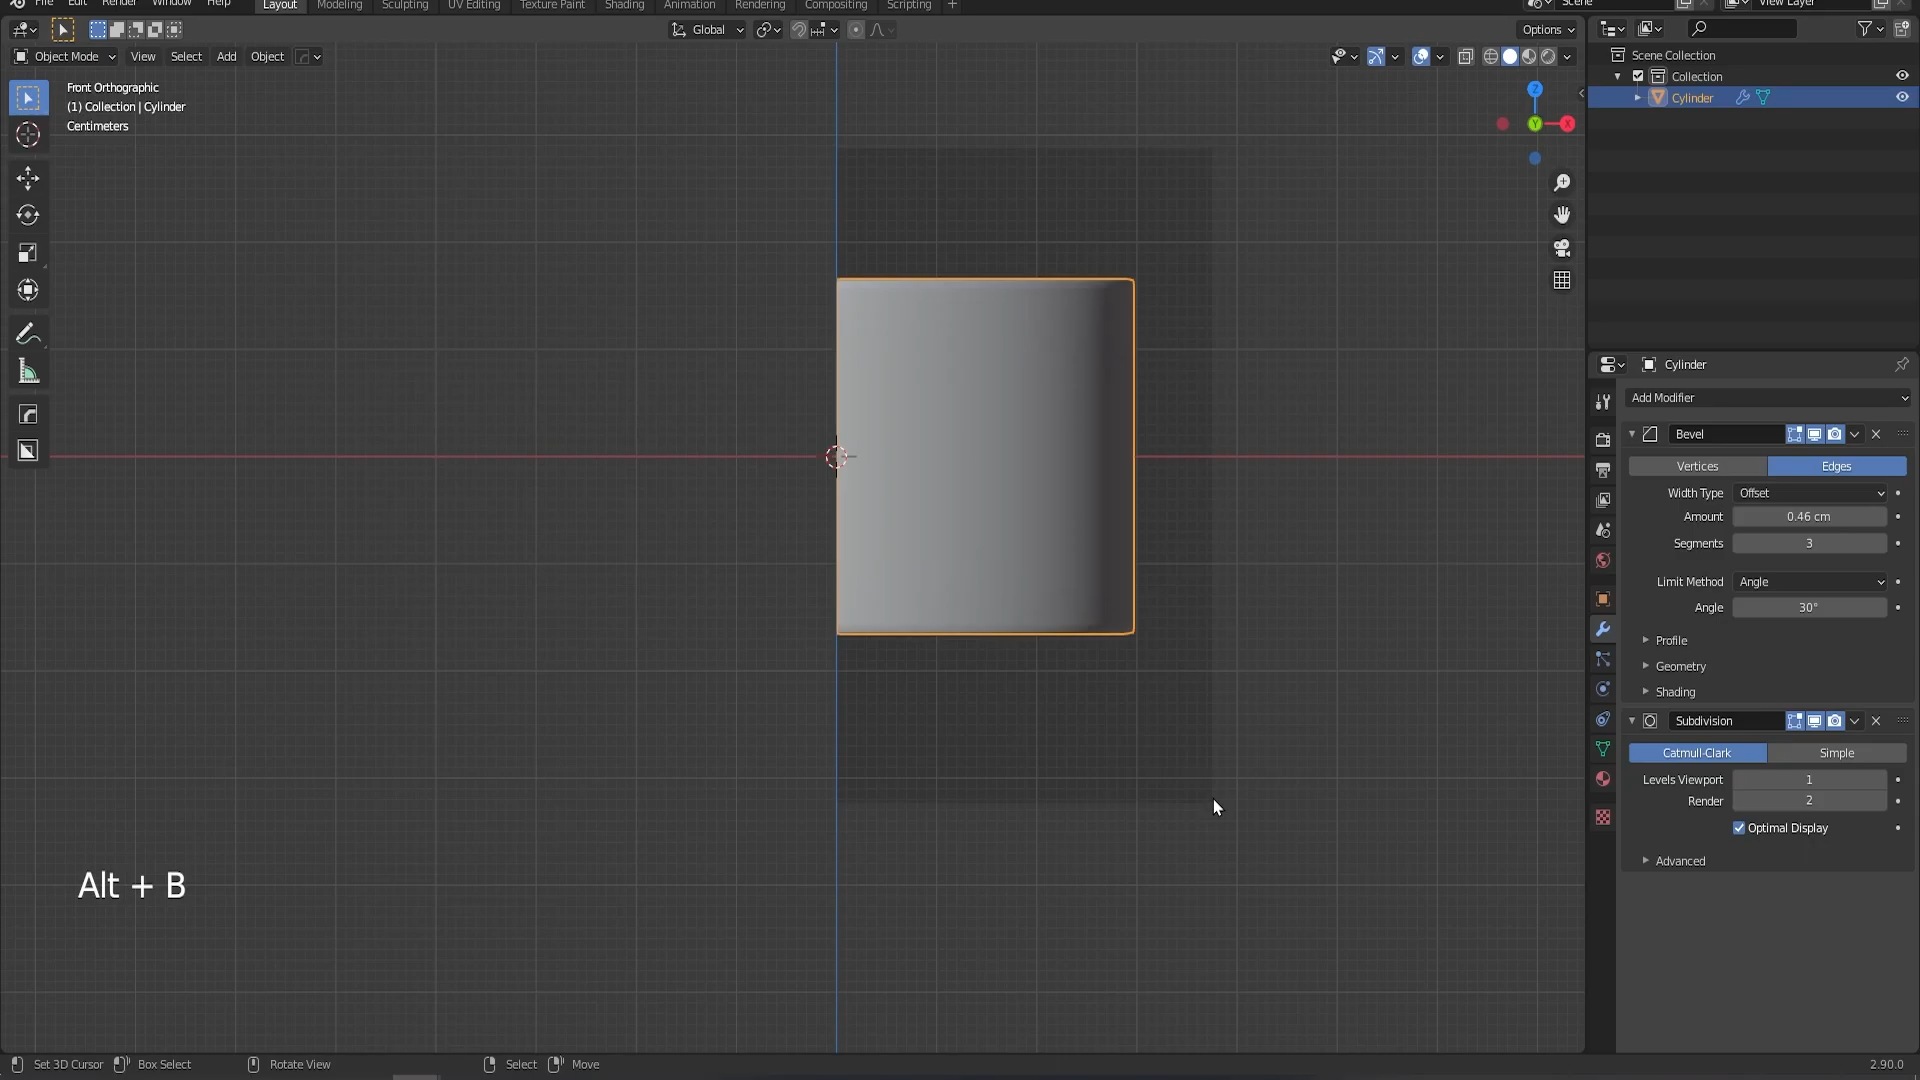 File Edit Render Window Help Layout Modeling Sculpting UV Editing Texture Paint Shading Animation Rendering Compositing Scripting + Scene View Layer
Global Options
Object Mode View Select Add Object
Front Orthographic
(1) Collection | Cylinder
Centimeters
Z
Y
X
Scene Collection
Collection
Cylinder
Cylinder
Add Modifier
Bevel
Vertices Edges
Width Type Offset
Amount 0.46 cm
Segments 3
Limit Method Angle
Angle 30°
Profile
Geometry
Shading
Subdivision
Catmull-Clark Simple
Levels Viewport 1
Render 2
Optimal Display
Advanced
Alt + B
Set 3D Cursor Box Select Rotate View Select Move 2.90.0